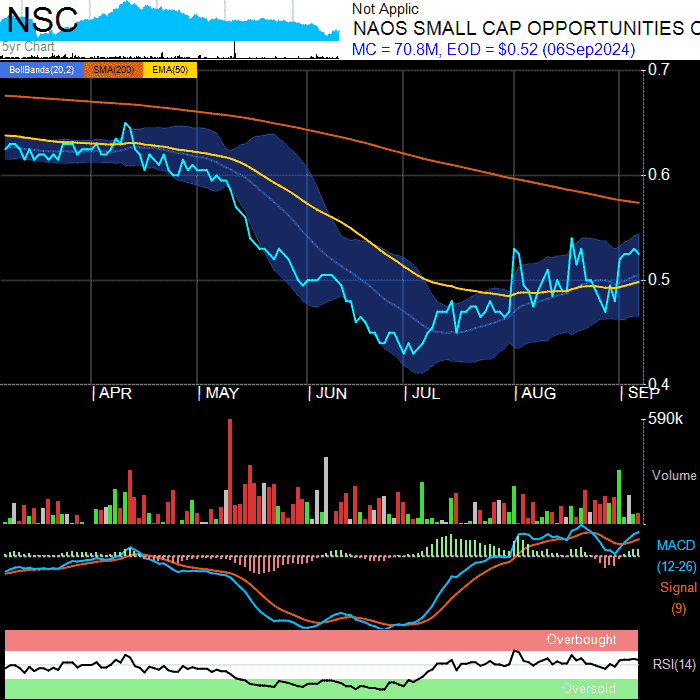 NSC
5yr Chart
Not Applic
NAOS SMALL CAP OPPORTUNITIES C
MC = 70.8M, EOD = $0.52 (06Sep2024)
BollBands(20,2) SMA(200) EMA(50)
0.7
0.6
0.5
0.4
APR MAY JUN JUL AUG SEP
590k
Volume
MACD
(12-26)
Signal
(9)
Overbought
RSI(14)
Oversold